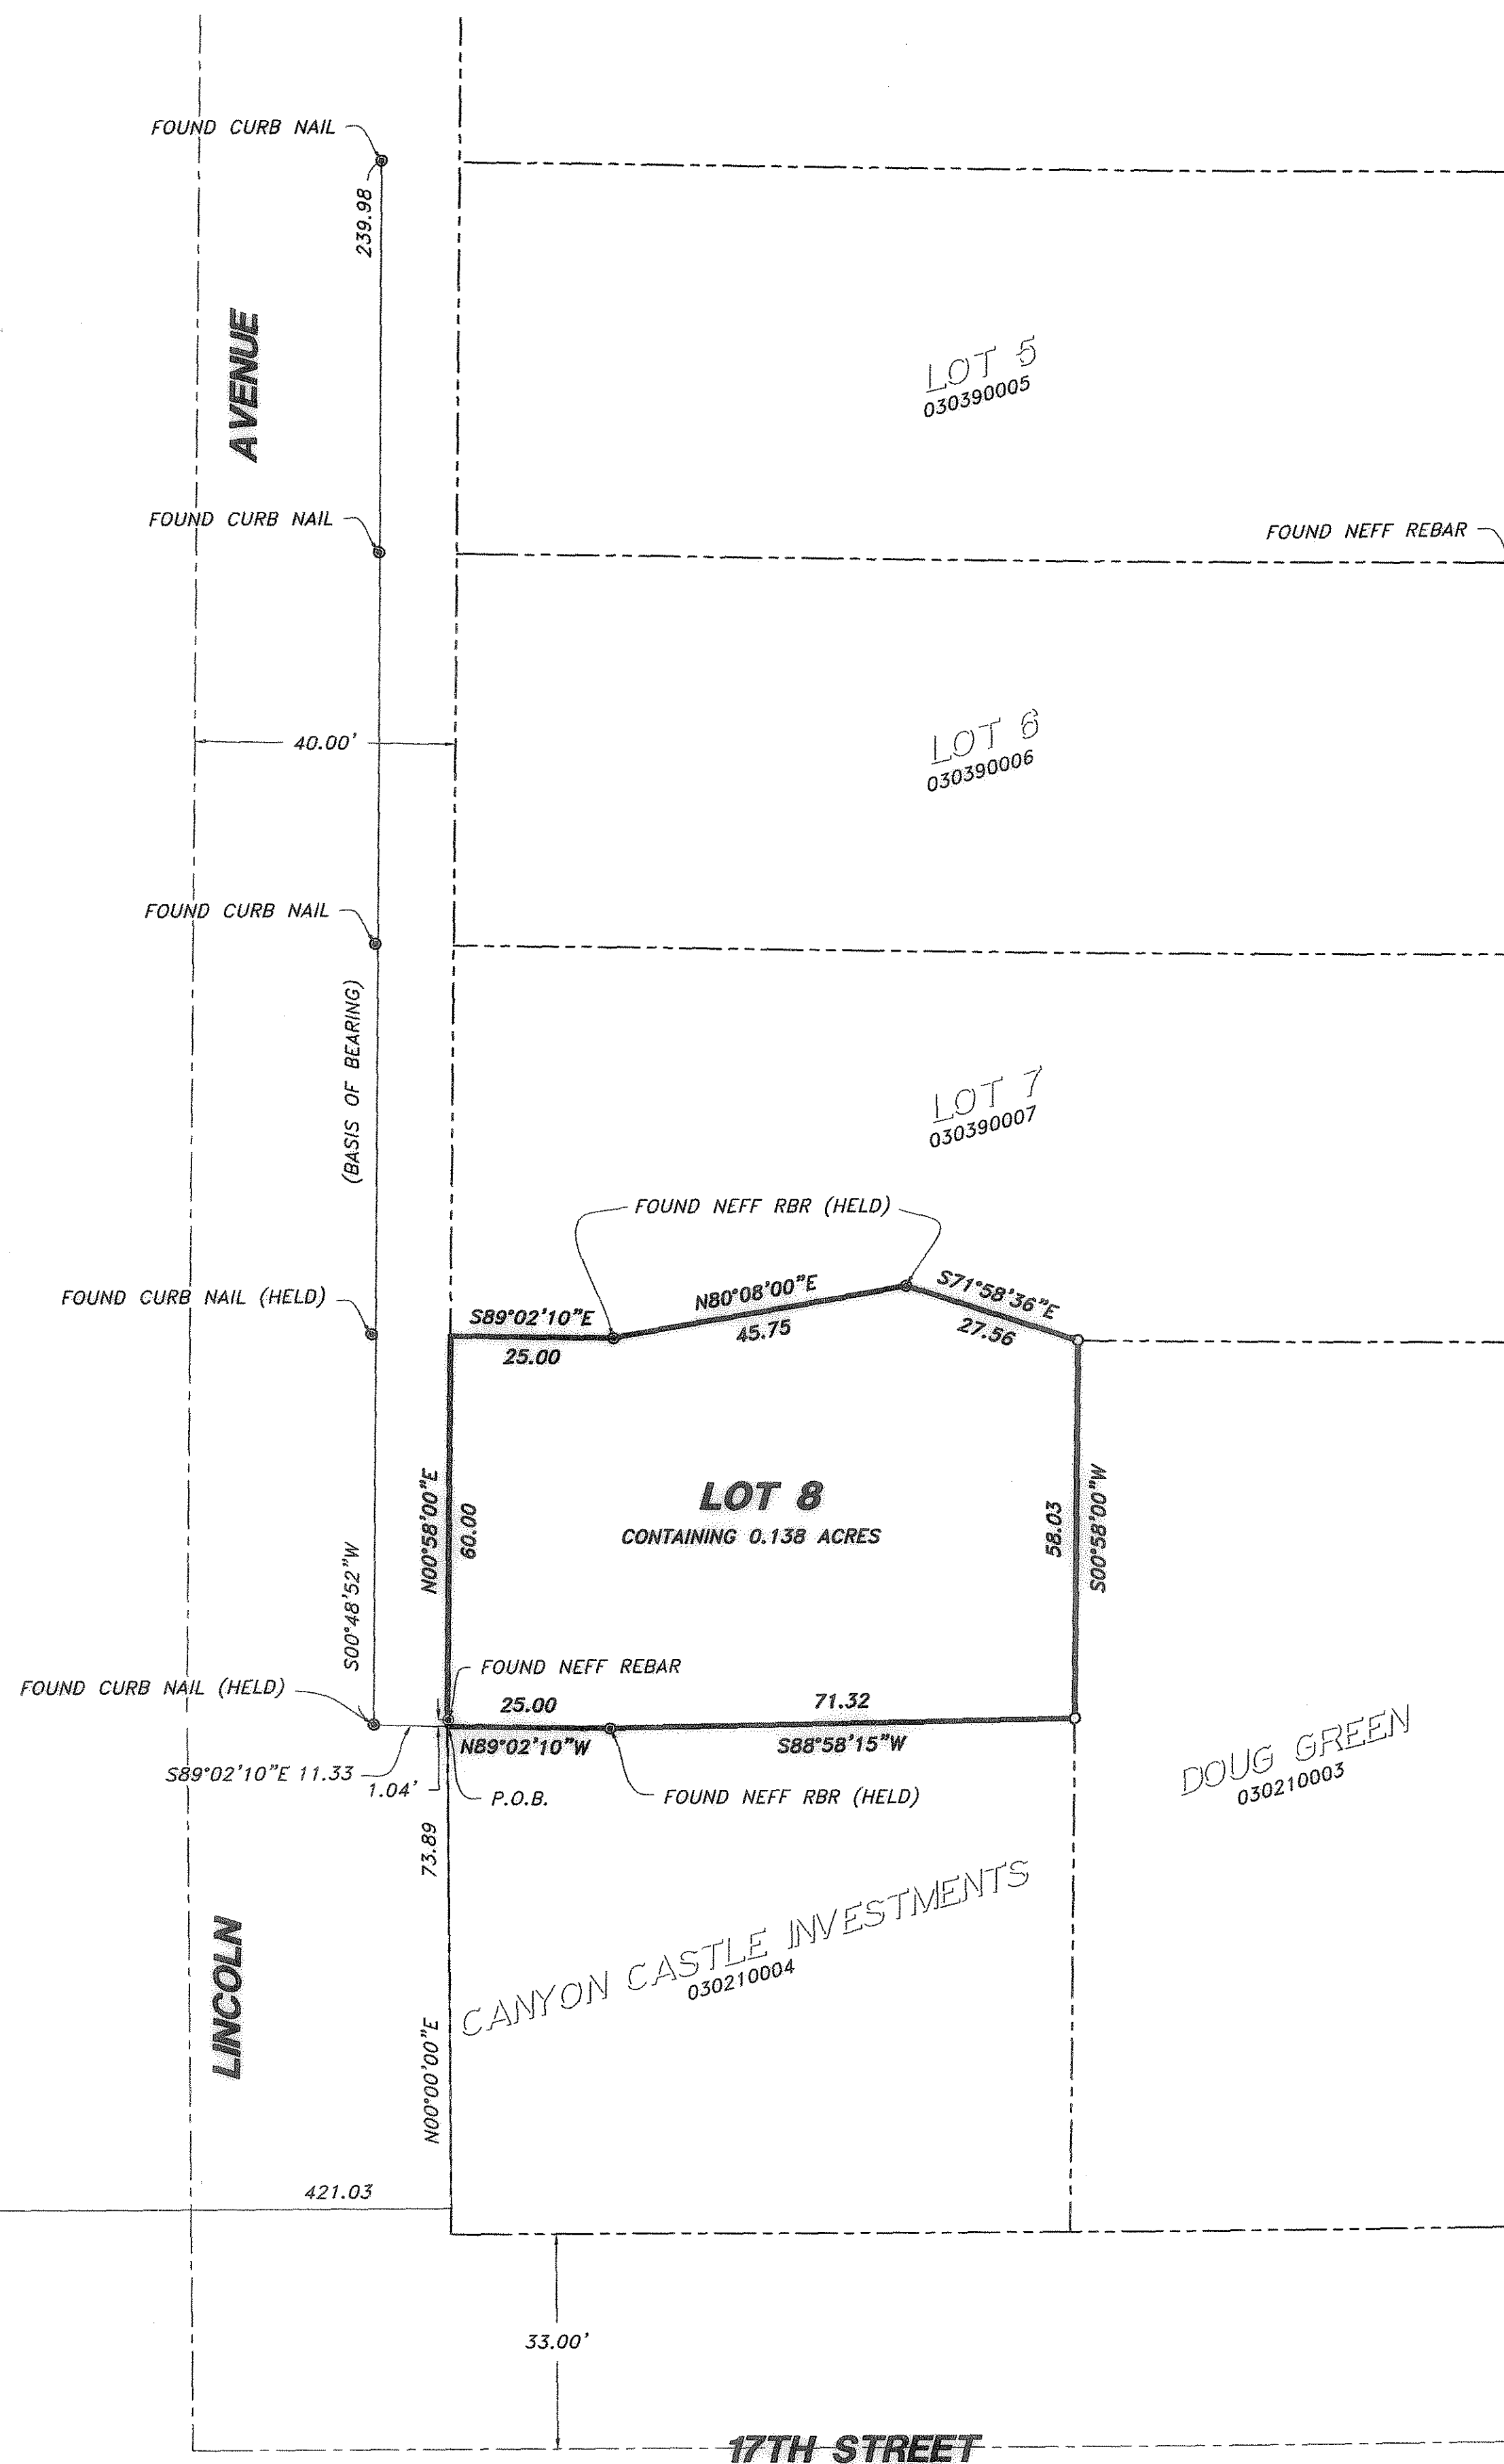 FOUND CURB NAIL
239.98
AVENUE
LOT 5
030390005
FOUND CURB NAIL
FOUND NEFF REBAR
40.00'
LOT 6
030390006
FOUND CURB NAIL
(BASIS OF BEARING)
LOT 7
030390007
FOUND NEFF RBR (HELD)
FOUND CURB NAIL (HELD)
S89°02'10"E
25.00
N80°08'00"E
45.75
S71°58'36"E
27.56
N00°58'00"E
60.00
LOT 8
CONTAINING 0.138 ACRES
58.03
S00°58'00"W
S00°48'52"W
FOUND NEFF REBAR
FOUND CURB NAIL (HELD)
25.00
71.32
N89°02'10"W
S88°58'15"W
S89°02'10"E 11.33
1.04'
P.O.B.
FOUND NEFF RBR (HELD)
DOUG GREEN
030210003
73.89
CANYON CASTLE INVESTMENTS
030210004
LINCOLN
N00°00'00"E
421.03
33.00'
17TH STREET